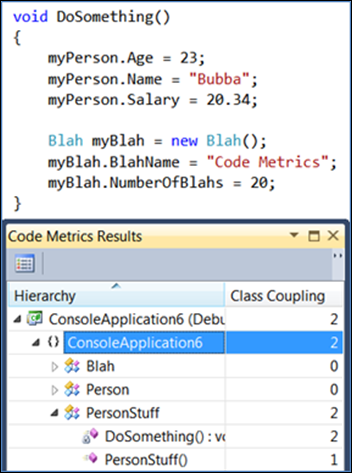 void DoSomething()
{
myPerson.Age = 23;
myPerson.Name = "Bubba";
myPerson.Salary = 20.34;
Blah myBlah = new Blah();
myBlah.BlahName = "Code Metrics";
myBlah.NumberOfBlahs = 20;
}
Code Metrics Results
Hierarchy Class Coupling
ConsoleApplication6 (Debu 2
{ } ConsoleApplication6 2
Blah 0
Person 0
PersonStuff 2
DoSomething() : vo 2
PersonStuff() 1